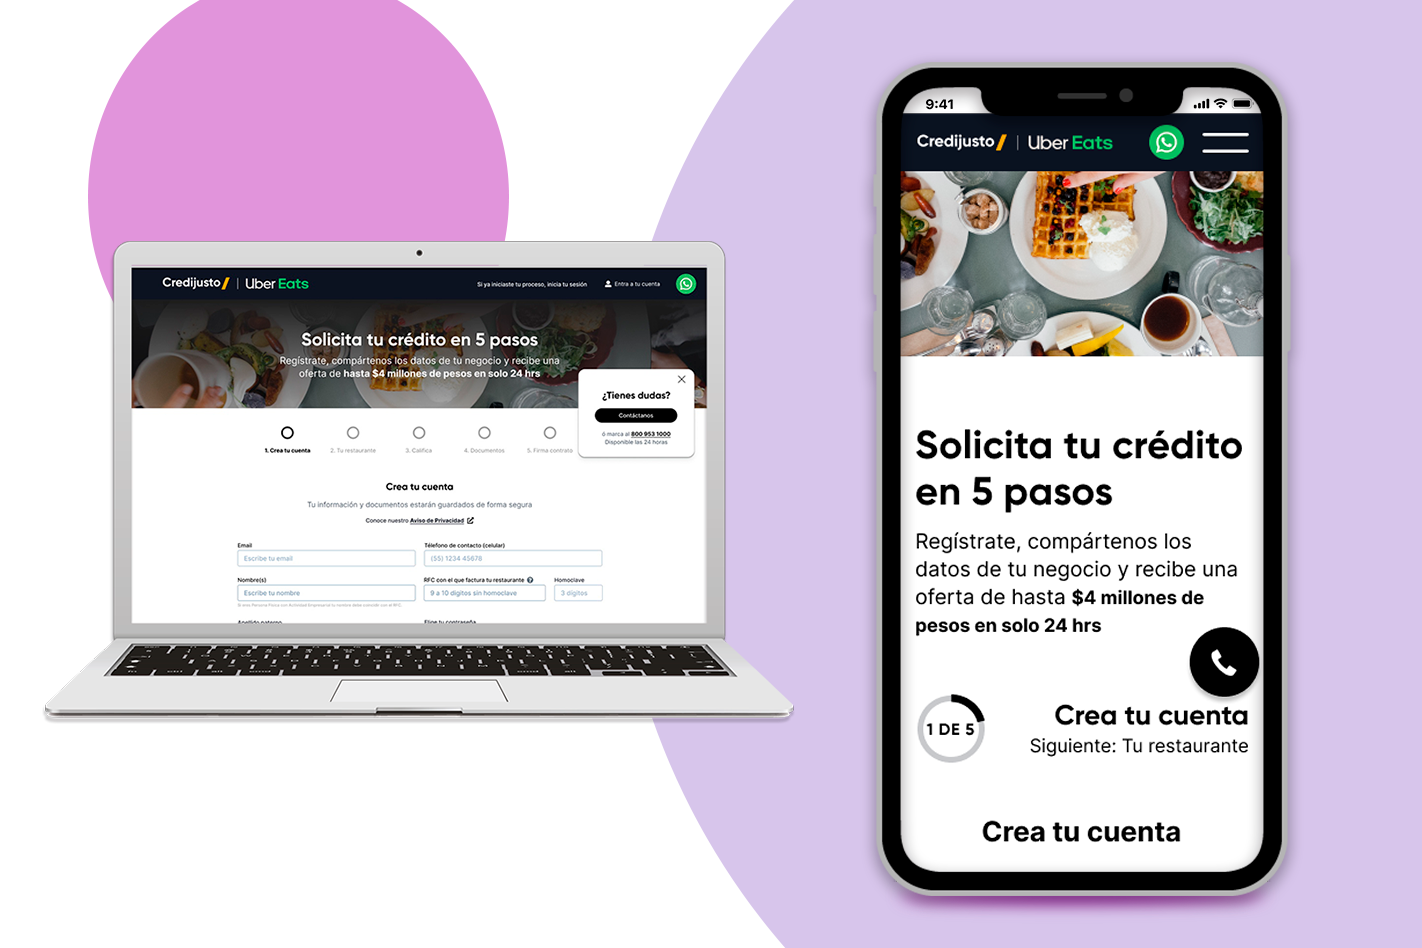 Credijusto/ | Uber Eats
Si ya iniciaste tu proceso, inicia tu sesión
Entra a tu cuenta
Solicita tu crédito en 5 pasos
Regístrate, compártenos los datos de tu negocio y recibe una
oferta de hasta $4 millones de pesos en solo 24 hrs
¿Tienes dudas?
Contáctanos
ó marca al 800 953 1000
Disponible las 24 horas
1. Crea tu cuenta
2. Tu restaurante
3. Califica
4. Documentos
5. Firma contrato
Crea tu cuenta
Tu información y documentos estarán guardados de forma segura
Conoce nuestro Aviso de Privacidad
Email
Télefono de contacto (celular)
Escribe tu email
(55) 1234 45678
Nombre(s)
RFC con el que factura tu restaurante
Homoclave
Escribe tu nombre
9 a 10 dígitos sin homoclave
3 dígitos
Apellido paterno
Elige tu contraseña
9:41
Credijusto/ | Uber Eats
Solicita tu crédito
en 5 pasos
Regístrate, compártenos los
datos de tu negocio y recibe una
oferta de hasta $4 millones de
pesos en solo 24 hrs
1 DE 5
Crea tu cuenta
Siguiente: Tu restaurante
Crea tu cuenta